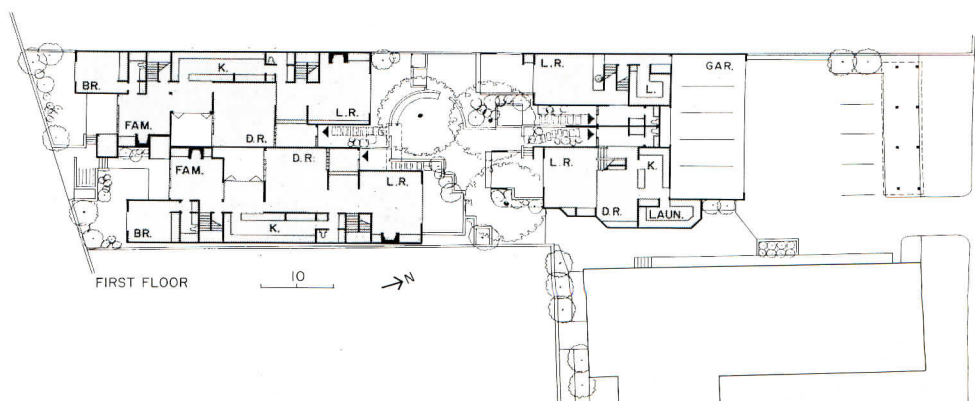 BR.
FAM.
K.
D.R.
L.R.
L.R.
L.
GAR.
BR.
FAM.
K.
D.R.
L.R.
L.R.
D.R.
K.
LAUN.
FIRST FLOOR
10
N